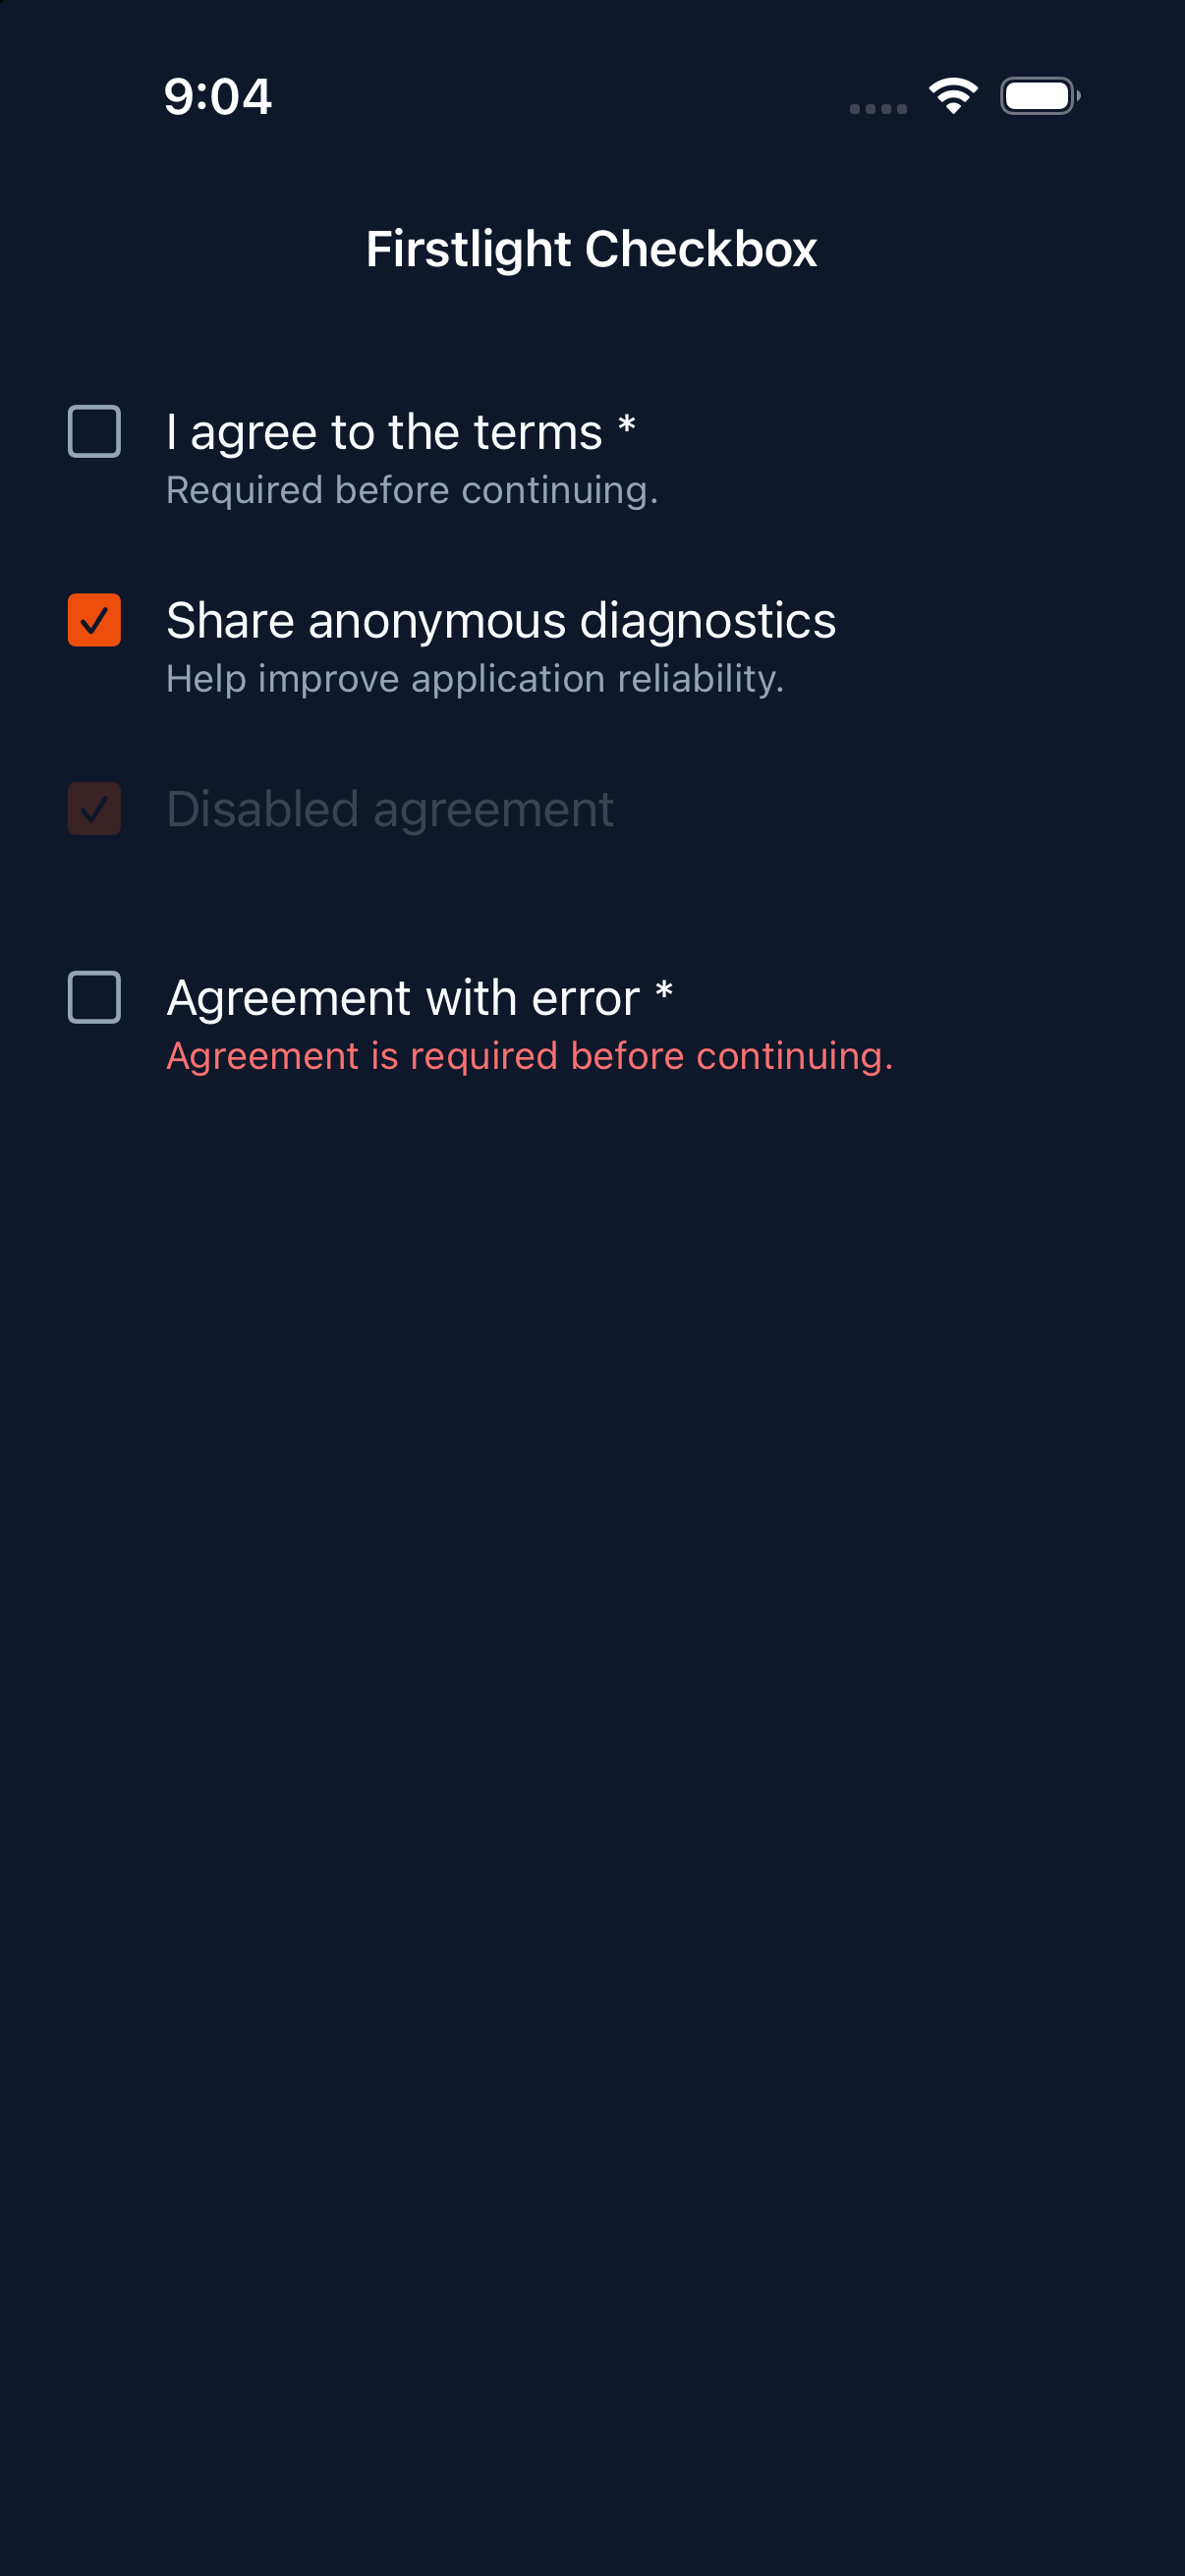 9:04
Firstlight Checkbox
I agree to the terms *
Required before continuing.
Share anonymous diagnostics
Help improve application reliability.
Disabled agreement
Agreement with error *
Agreement is required before continuing.